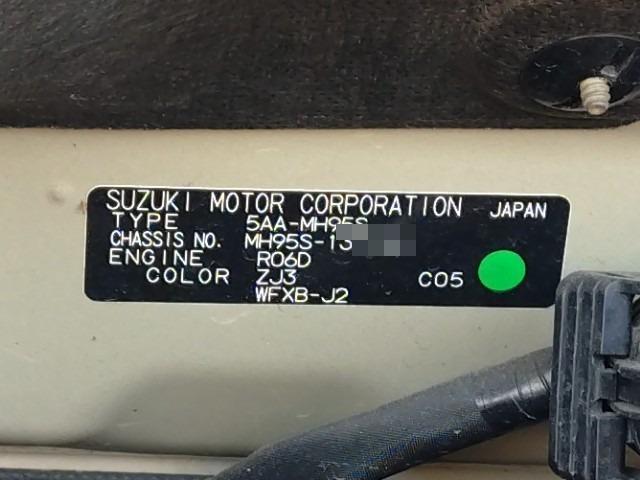 SUZUKI MOTOR CORPORATION JAPAN
TYPE 5AA-MH95S
CHASSIS NO. MH95S-13
ENGINE R06D
COLOR ZJ3 C05
WFXB-J2